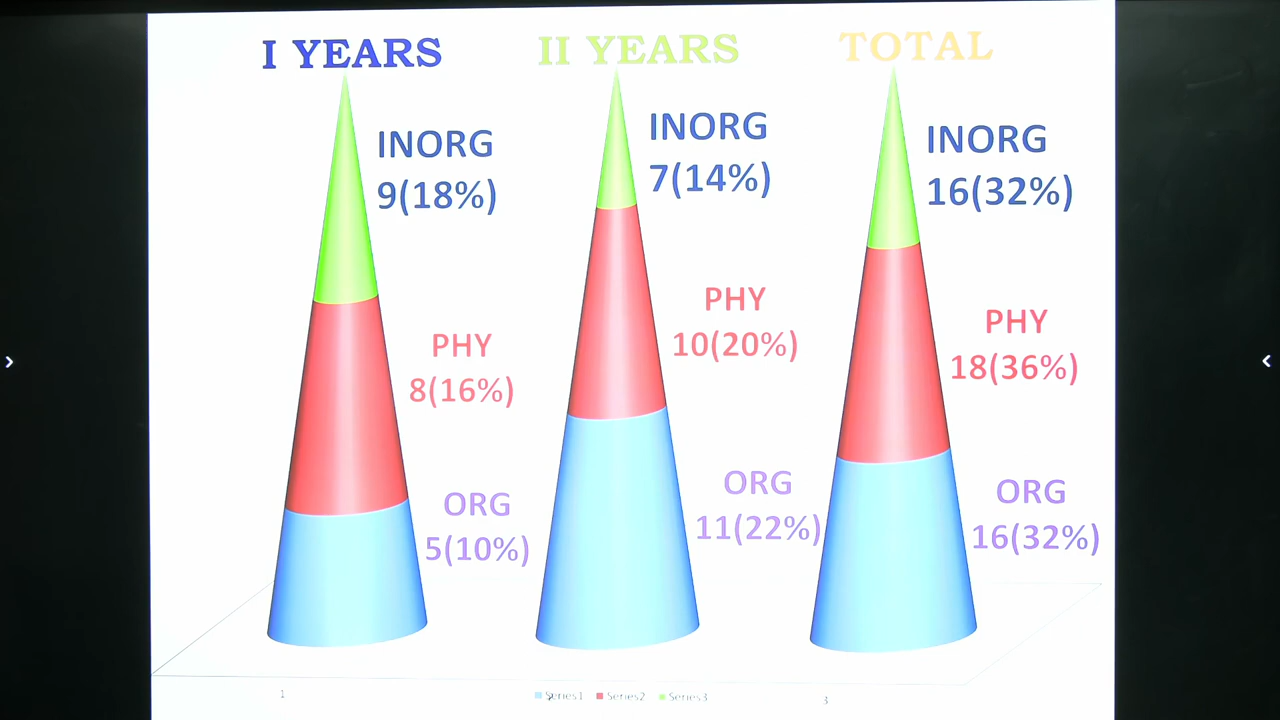 I YEARS
II YEARS
TOTAL
INORG
9(18%)
INORG
7(14%)
INORG
16(32%)
PHY
8(16%)
PHY
10(20%)
PHY
18(36%)
ORG
5(10%)
ORG
11(22%)
ORG
16(32%)
1
2
3
Series1 Series2 Series3